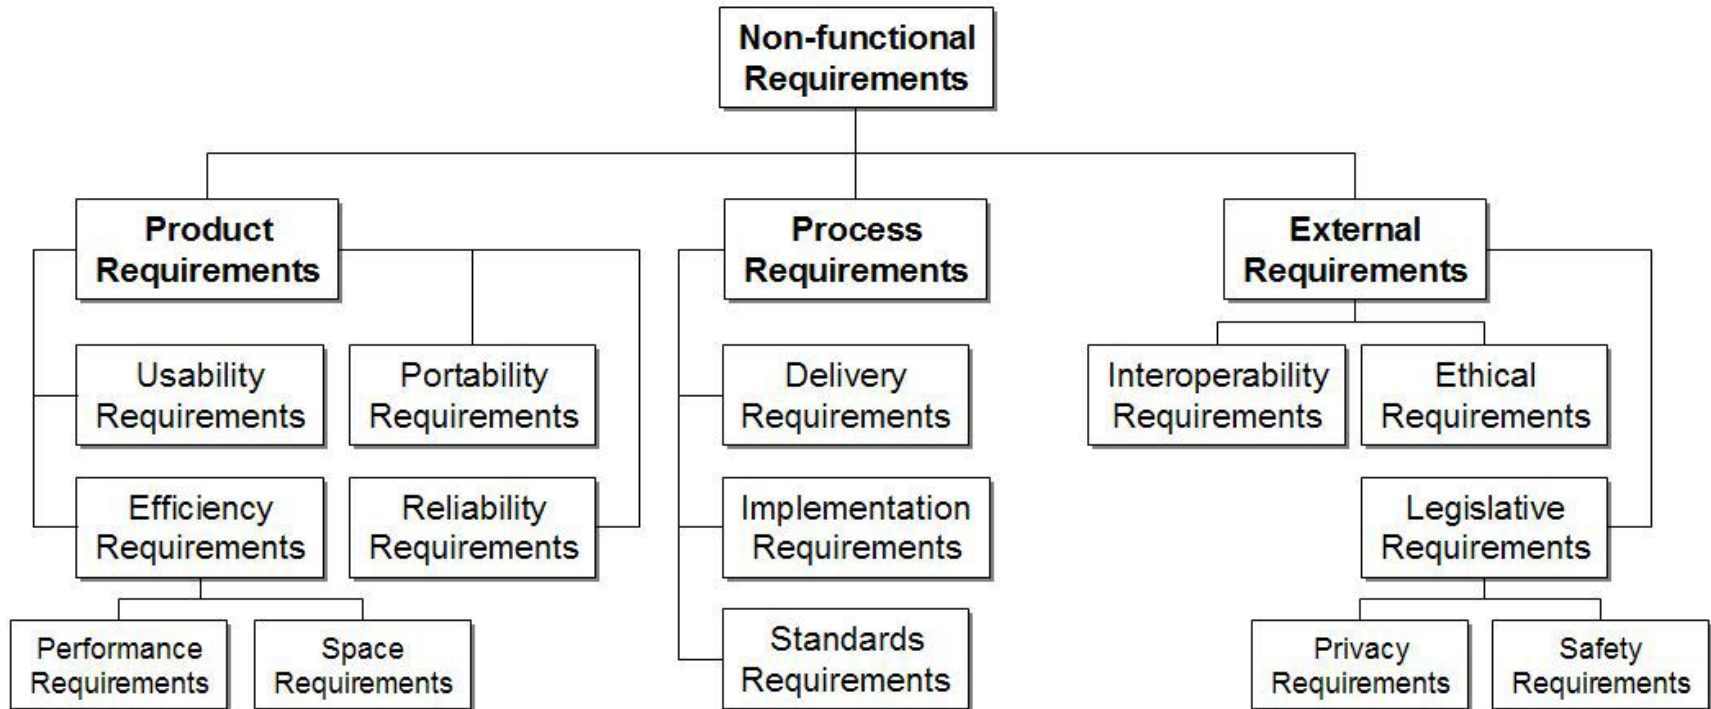 Non-functional
Requirements
Product
Requirements
Process
Requirements
External
Requirements
Usability
Requirements
Portability
Requirements
Delivery
Requirements
Interoperability
Requirements
Ethical
Requirements
Efficiency
Requirements
Reliability
Requirements
Implementation
Requirements
Legislative
Requirements
Performance
Requirements
Space
Requirements
Standards
Requirements
Privacy
Requirements
Safety
Requirements